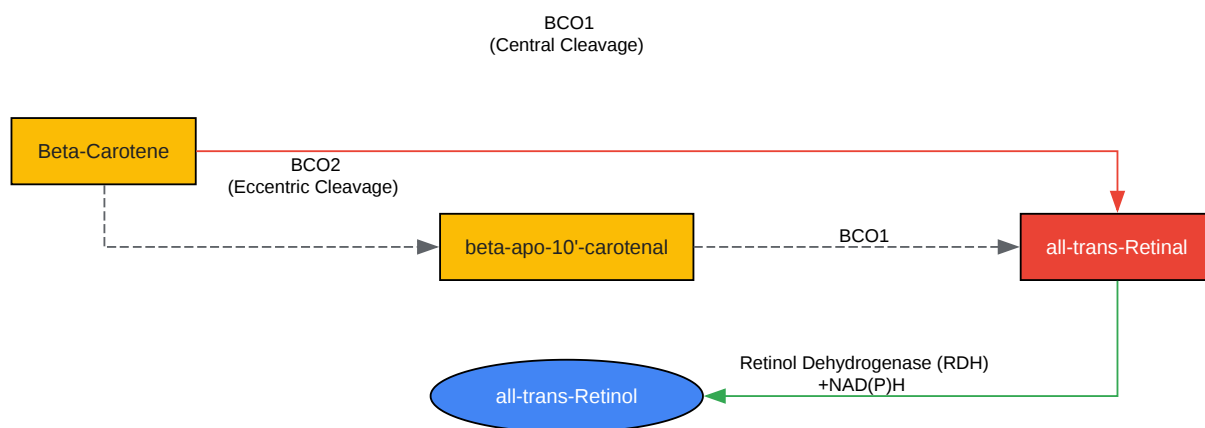 BCO1
(Central Cleavage)
Beta-Carotene
BCO2
(Eccentric Cleavage)
beta-apo-10'-carotenal
BCO1
all-trans-Retinal
Retinol Dehydrogenase (RDH)
+NAD(P)H
all-trans-Retinol